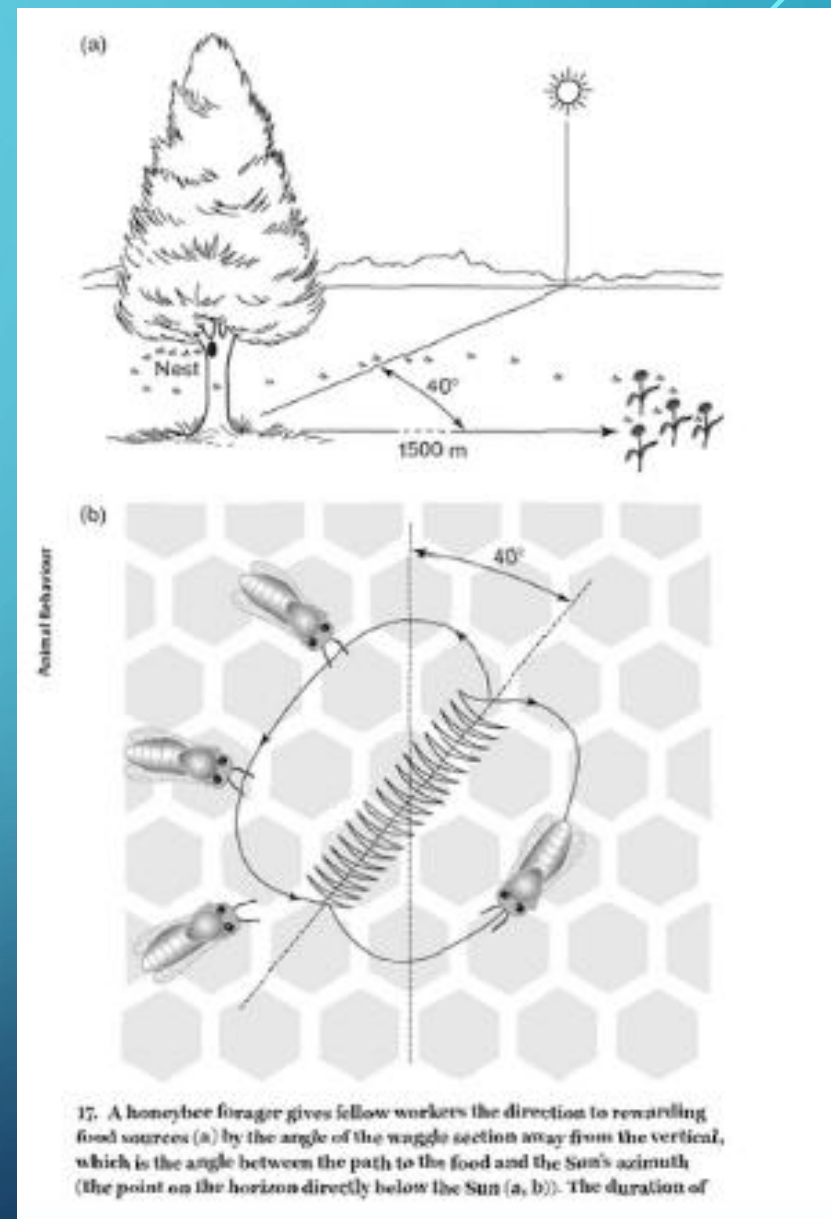 (a)
Nest
40°
1500 m
(b)
40°
Animal Behaviour
17. A honeybee forager gives fellow workers the direction to rewarding
food sources (a) by the angle of the waggle section away from the vertical,
which is the angle between the path to the food and the Sun's azimuth
(the point on the horizon directly below the Sun (a, b)). The duration of